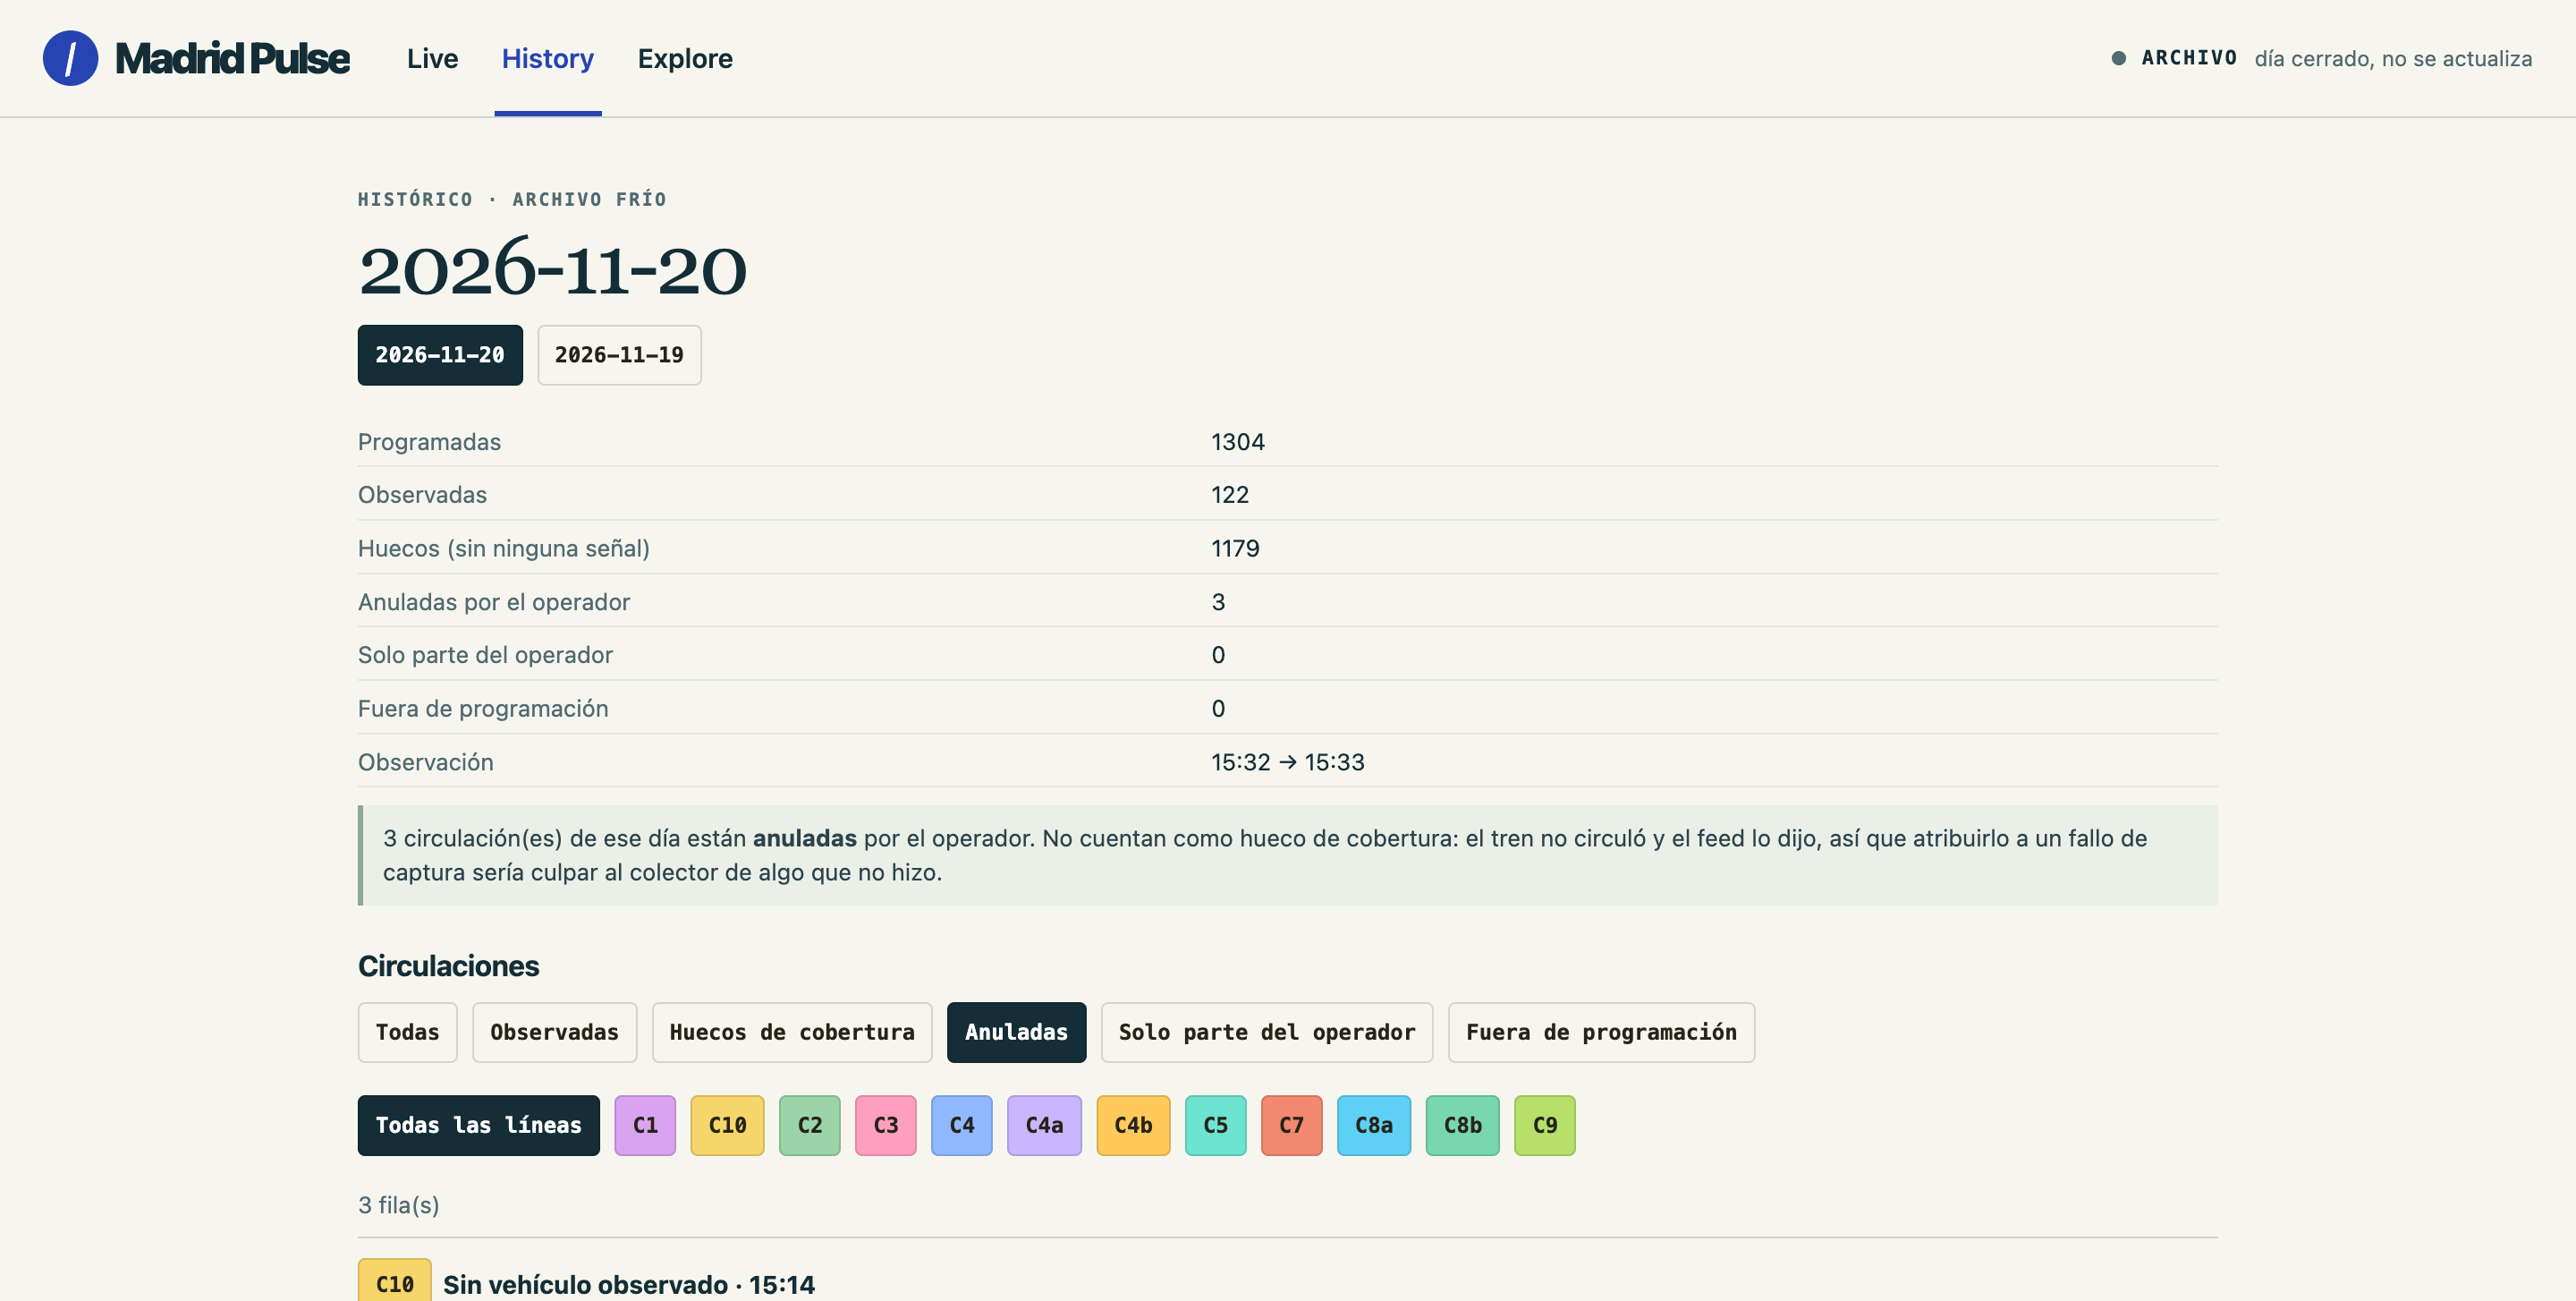 / Madrid Pulse Live History Explore ARCHIVO día cerrado, no se actualiza
HISTÓRICO · ARCHIVO FRÍO
2026-11-20
2026-11-20 2026-11-19
Programadas 1304
Observadas 122
Huecos (sin ninguna señal) 1179
Anuladas por el operador 3
Solo parte del operador 0
Fuera de programación 0
Observación 15:32 → 15:33
3 circulación(es) de ese día están anuladas por el operador. No cuentan como hueco de cobertura: el tren no circuló y el feed lo dijo, así que atribuirlo a un fallo de
captura sería culpar al colector de algo que no hizo.
Circulaciones
Todas Observadas Huecos de cobertura Anuladas Solo parte del operador Fuera de programación
Todas las líneas C1 C10 C2 C3 C4 C4a C4b C5 C7 C8a C8b C9
3 fila(s)
C10 Sin vehículo observado · 15:14